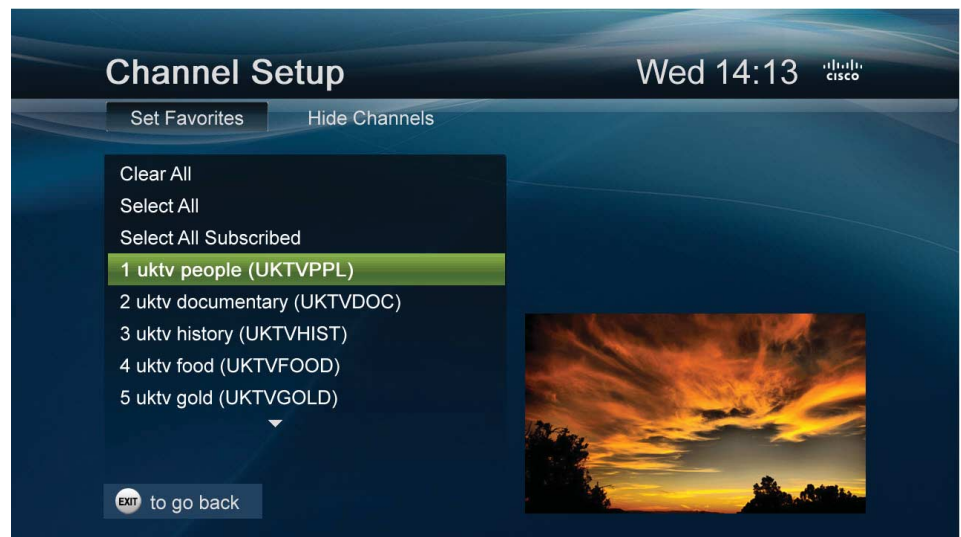 Channel Setup
Wed 14:13
cisco
Set Favorites
Hide Channels
Clear All
Select All
Select All Subscribed
1 uktv people (UKTVPPL)
2 uktv documentary (UKTVDOC)
3 uktv history (UKTVHIST)
4 uktv food (UKTVFOOD)
5 uktv gold (UKTVGOLD)
EXIT to go back